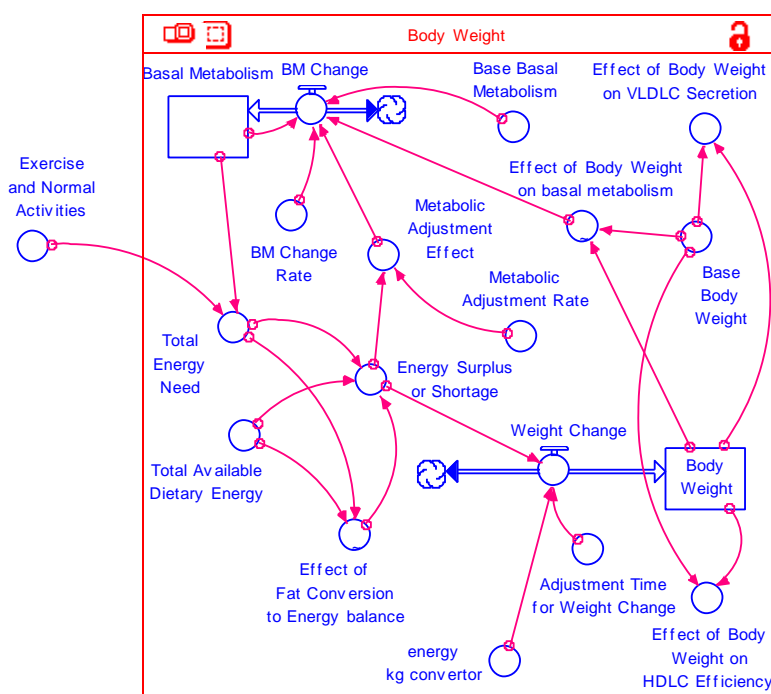 Body Weight
Basal Metabolism
BM Change
Base Basal
Metabolism
Effect of Body Weight
on VLDLC Secretion
Exercise
and Normal
Activities
BM Change
Rate
Metabolic
Adjustment
Effect
Effect of Body Weight
on basal metabolism
Metabolic
Adjustment Rate
Base
Body
Weight
Total
Energy
Need
Energy Surplus
or Shortage
Total Available
Dietary Energy
Weight Change
Body
Weight
Effect of
Fat Conversion
to Energy balance
Adjustment Time
for Weight Change
energy
kg convertor
Effect of Body
Weight on
HDLC Efficiency